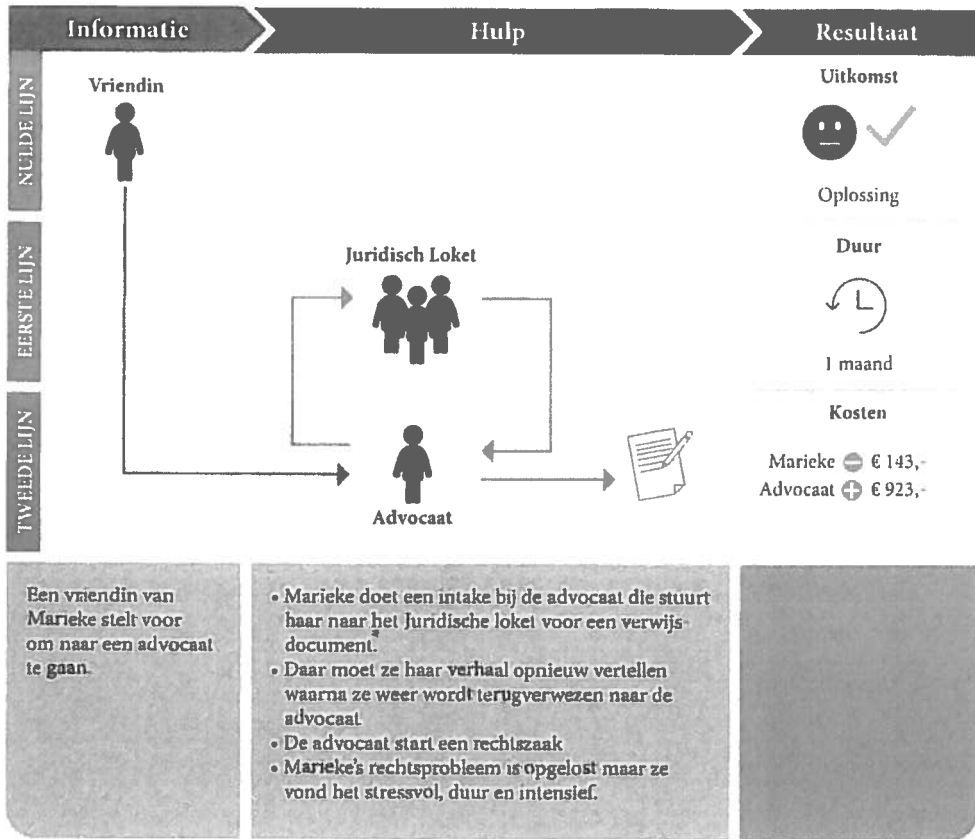 Informatie
Hulp
Resultaat
NULDE LIJN
Vriendin
Uitkomst
Oplossing
EERSTE LIJN
Juridisch Loket
Duur
1 maand
TWEEDE LIJN
Advocaat
Kosten
Marieke - € 143,-
Advocaat + € 923,-
Een vriendin van
Marieke stelt voor
om naar een advocaat
te gaan.
• Marieke doet een intake bij de advocaat die stuurt
haar naar het Juridische loket voor een verwijs-
document.*
• Daar moet ze haar verhaal opnieuw vertellen
waarna ze weer wordt terugverwezen naar de
advocaat
• De advocaat start een rechtszaak
• Marieke's rechtsprobleem is opgelost maar ze
vond het stressvol, duur en intensief.